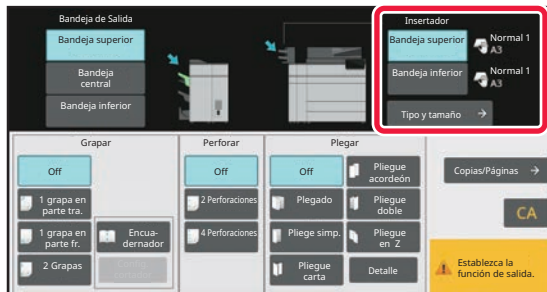 Bandeja de Salida
Bandeja superior
Bandeja
central
Bandeja inferior
Insertador
Bandeja superior
Normal 1
A3
Bandeja inferior
Normal 1
A3
Tipo y tamaño
Grapar
Off
1 grapa en
parte tra.
1 grapa en
parte fr.
2 Grapas
Encua-
dernador
Perforar
Off
2 Perforaciones
4 Perforaciones
Plegar
Off
Plegado
Pliege simp.
Pliegue
carta
Pliegue
acordeón
Pliegue
doble
Pliegue
en Z
Detalle
Copias/Páginas
CA
Establezca la
función de salida.